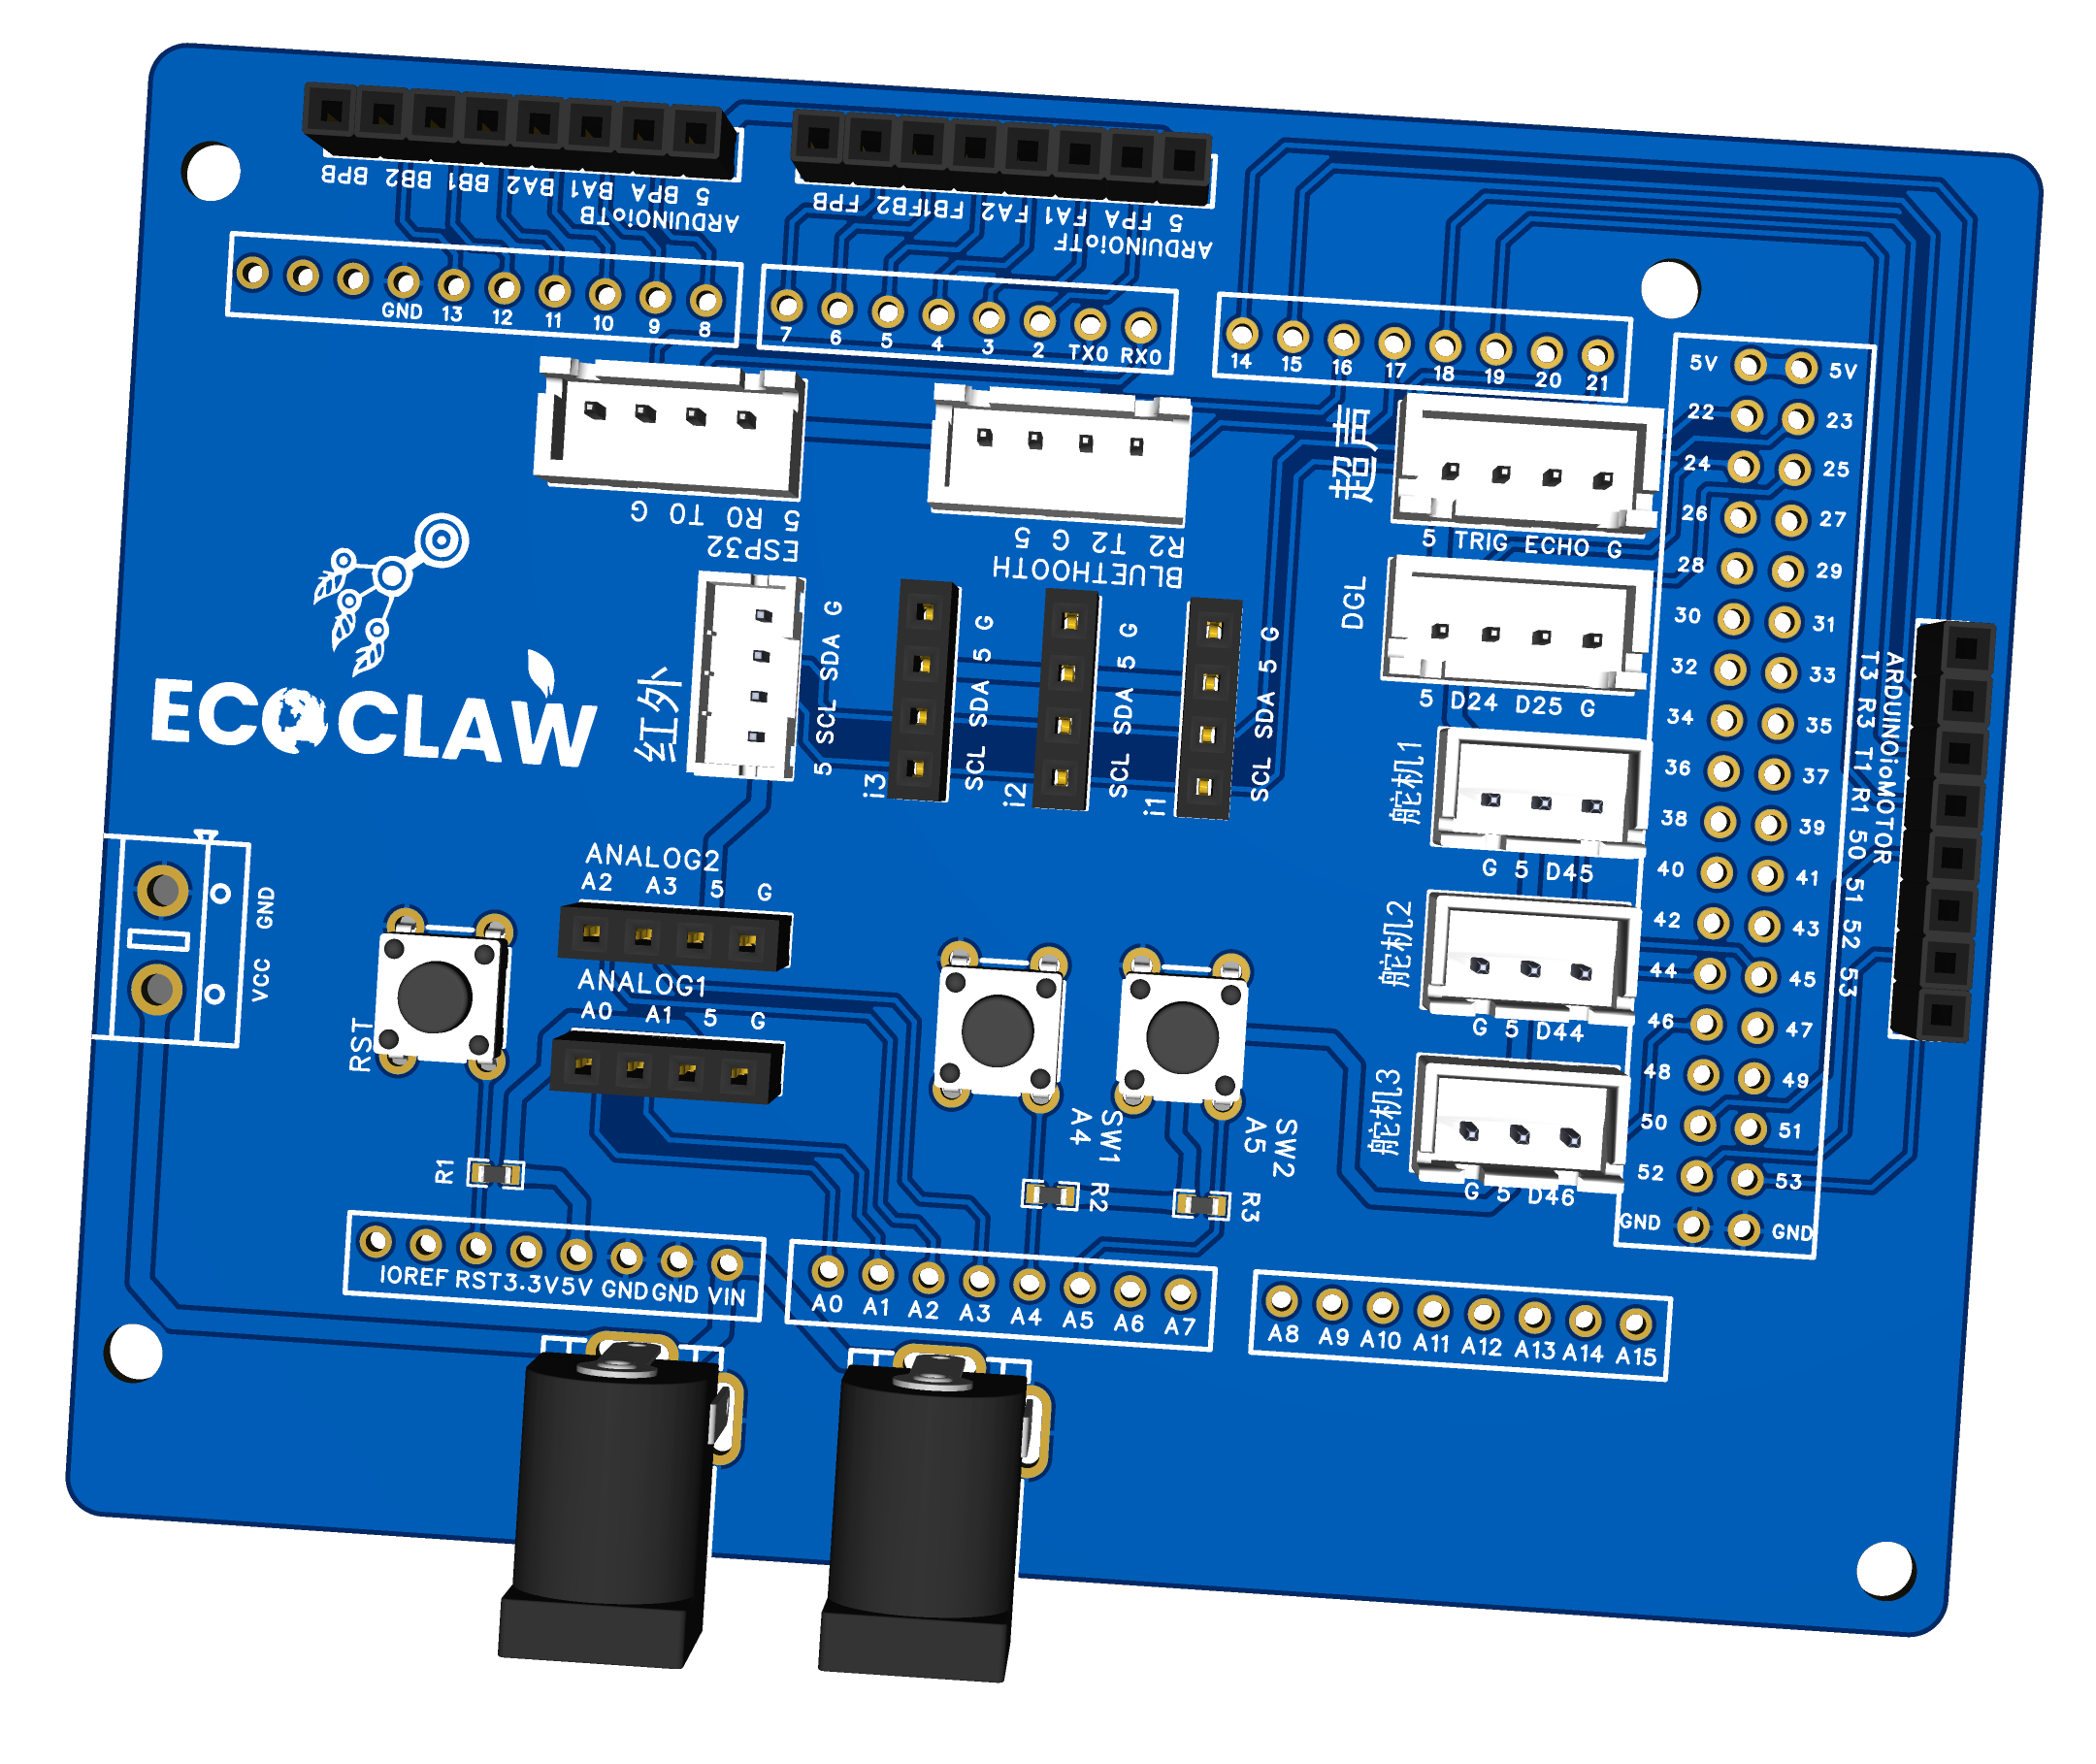 BPB BB2 BB1 BA2 BA1 BPA 5
ARDUINOioTB
FPB FB2 FB1 FA2 FA1 FPA 5
ARDUINOioTF
GND 13 12 11 10 9 8
7 6 5 4 3 2 TX0 RX0
14 15 16 17 18 19 20 21
5 R0 T0 G
ESP32
R2 T2 G 5
BLUETHOOTH
超声
5 TRIG ECHO G
DGL
5 D24 D25 G
舵机1
G 5 D45
舵机2
G 5 D44
舵机3
G 5 D46
5V 5V
22 23
24 25
26 27
28 29
30 31
32 33
34 35
36 37
38 39
40 41
42 43
44 45
46 47
48 49
50 51
52 53
GND GND
ARDUINOioMOTOR
T3 R3 T1 R1 50 51 52 53
ECOCLAW
红外
5 SCL SDA G
i3
SCL SDA 5 G
i2
SCL SDA 5 G
i1
SCL SDA 5 G
VCC GND
RST
ANALOG2
A2 A3 5 G
ANALOG1
A0 A1 5 G
SW1
A4
SW2
A5
R1
R2
R3
IOREF RST 3.3V 5V GND GND VIN
A0 A1 A2 A3 A4 A5 A6 A7
A8 A9 A10 A11 A12 A13 A14 A15